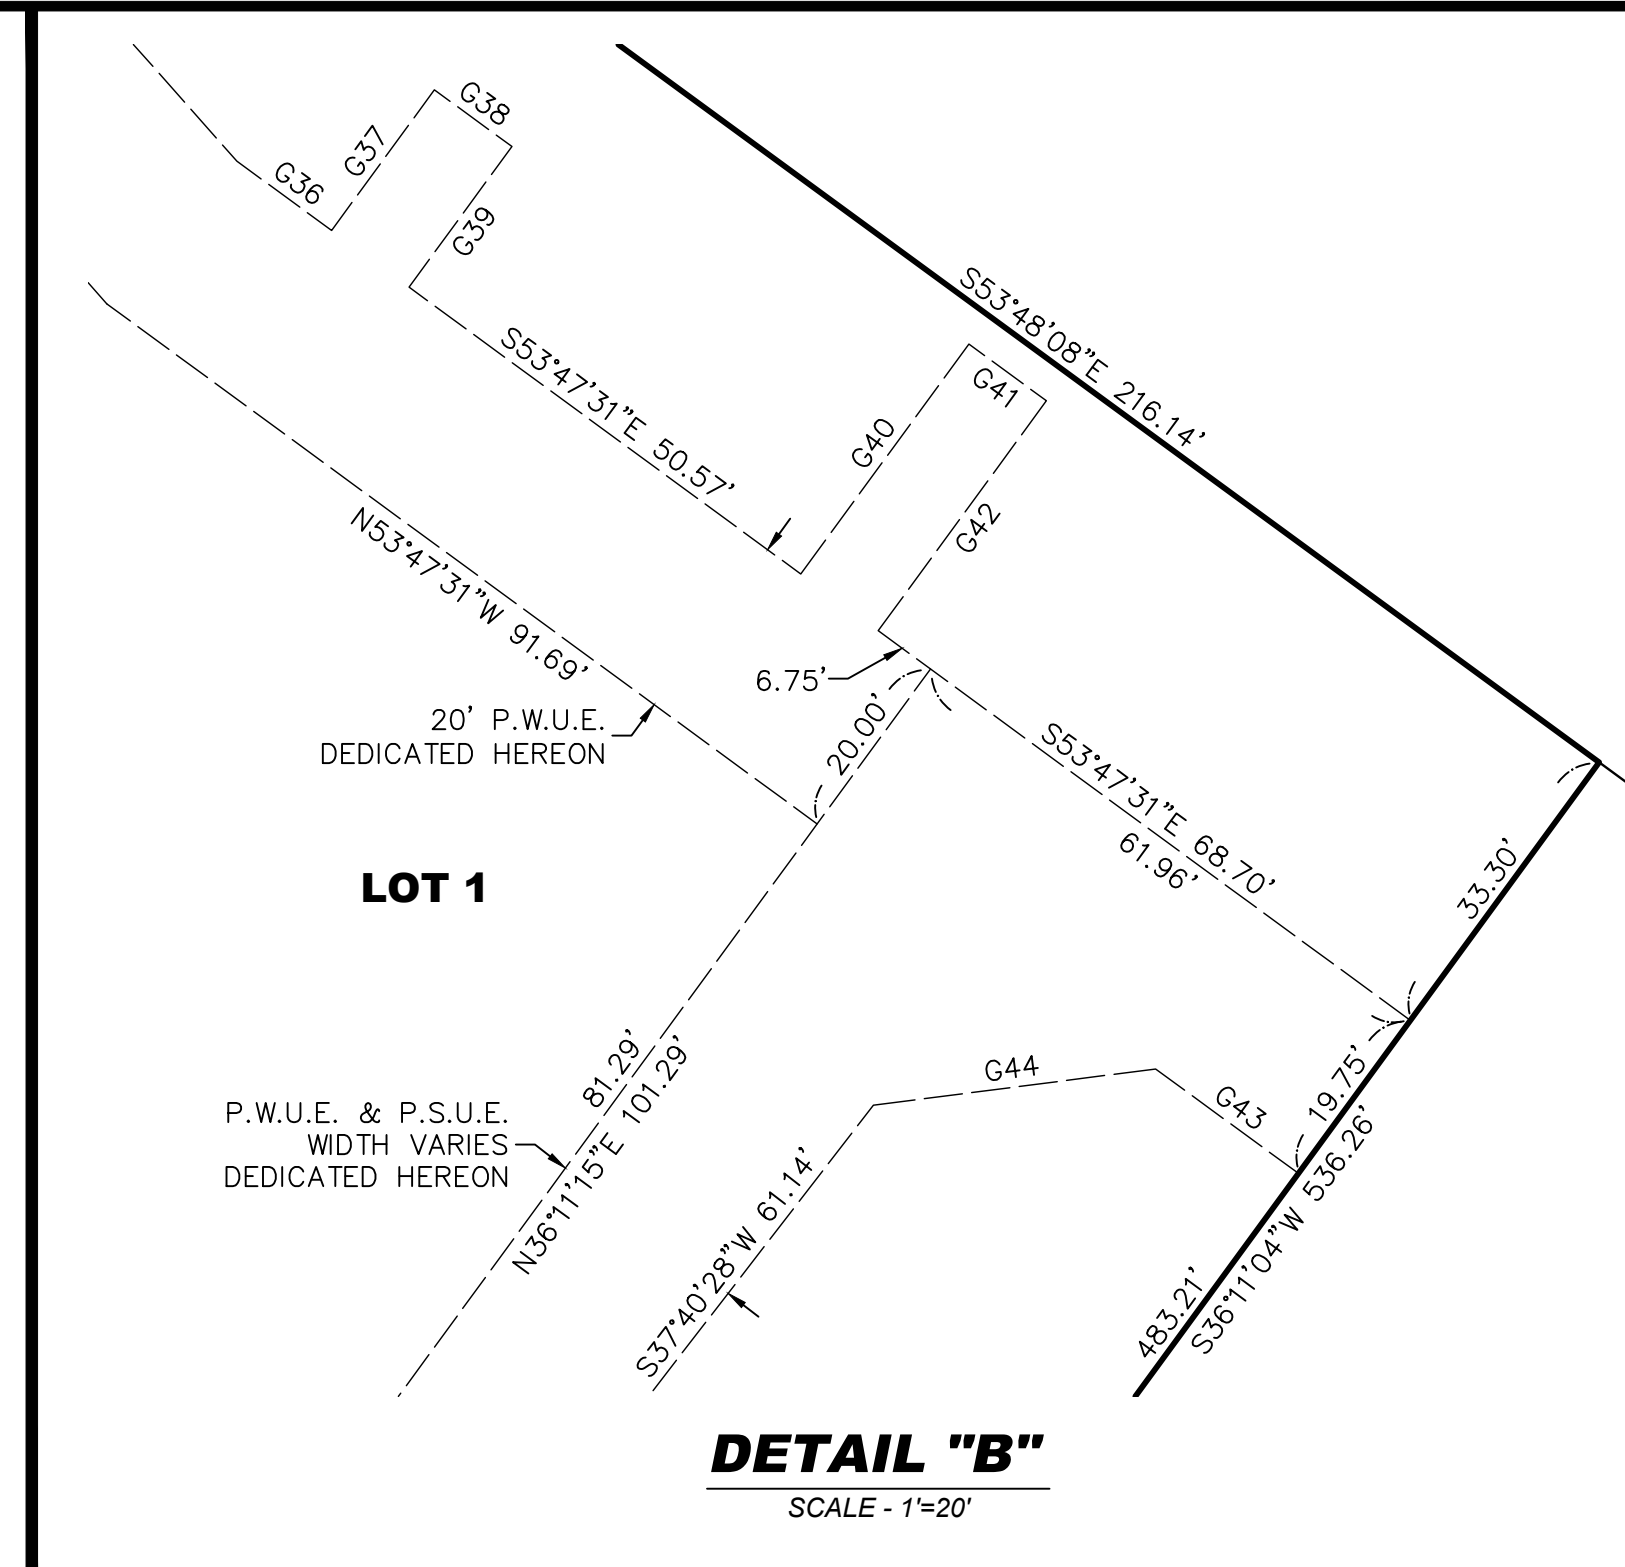 G38
G37
G36
G39
S53°48'08"E 216.14'
S53°47'31"E 50.57'
G41
G40
G42
N53°47'31"W 91.69'
6.75'
20' P.W.U.E.
DEDICATED HEREON
20.00'
S53°47'31"E 68.70'
61.96'
33.30'
LOT 1
81.29'
N36°11'15"E 101.29'
G44
G43
19.75'
P.W.U.E. & P.S.U.E.
WIDTH VARIES
DEDICATED HEREON
S37°40'28"W 61.14'
483.21'
S36°11'04"W 536.26'
DETAIL "B"
SCALE - 1'=20'